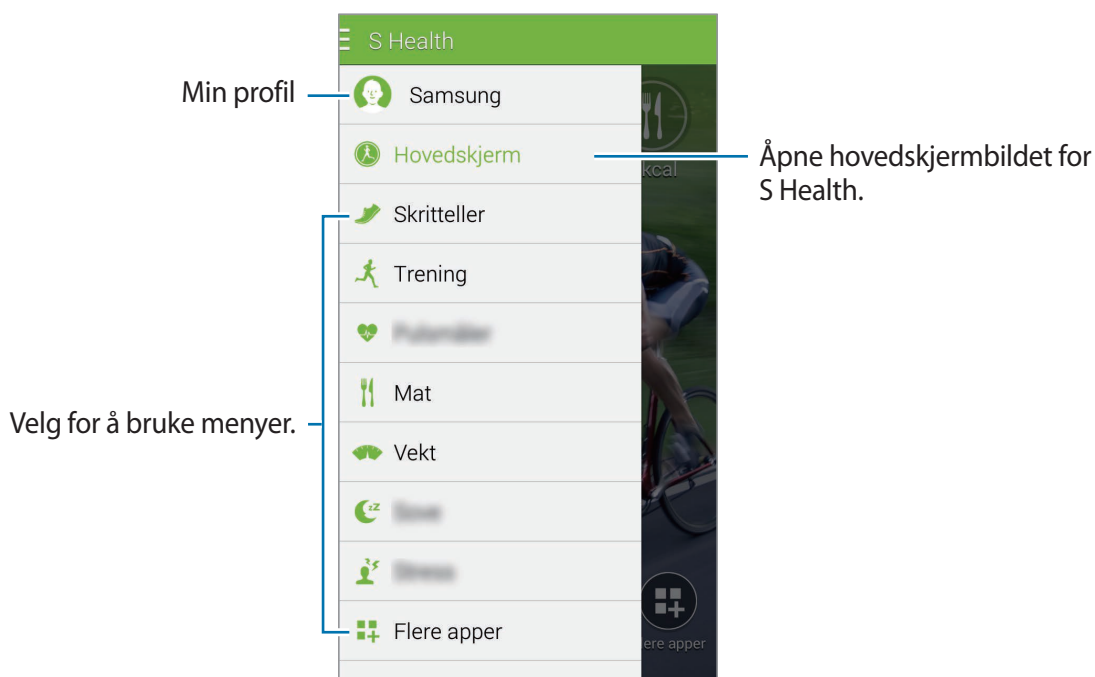 S Health
Min profil
Samsung
Hovedskjerm
kcal
Åpne hovedskjermbildet for
S Health.
Skritteller
Trening
Mat
Velg for å bruke menyer.
Vekt
Flere apper
ere apper